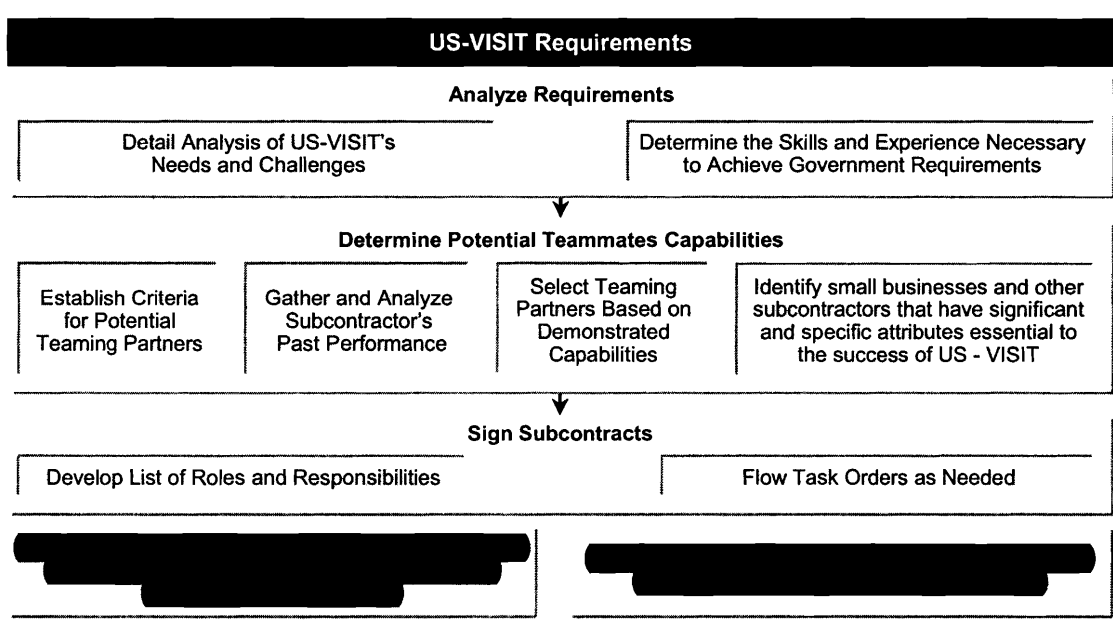 US-VISIT Requirements
Analyze Requirements
Detail Analysis of US-VISIT's
Needs and Challenges
Determine the Skills and Experience Necessary
to Achieve Government Requirements
Determine Potential Teammates Capabilities
Establish Criteria
for Potential
Teaming Partners
Gather and Analyze
Subcontractor's
Past Performance
Select Teaming
Partners Based on
Demonstrated
Capabilities
Identify small businesses and other
subcontractors that have significant
and specific attributes essential to
the success of US - VISIT
Sign Subcontracts
Develop List of Roles and Responsibilities
Flow Task Orders as Needed